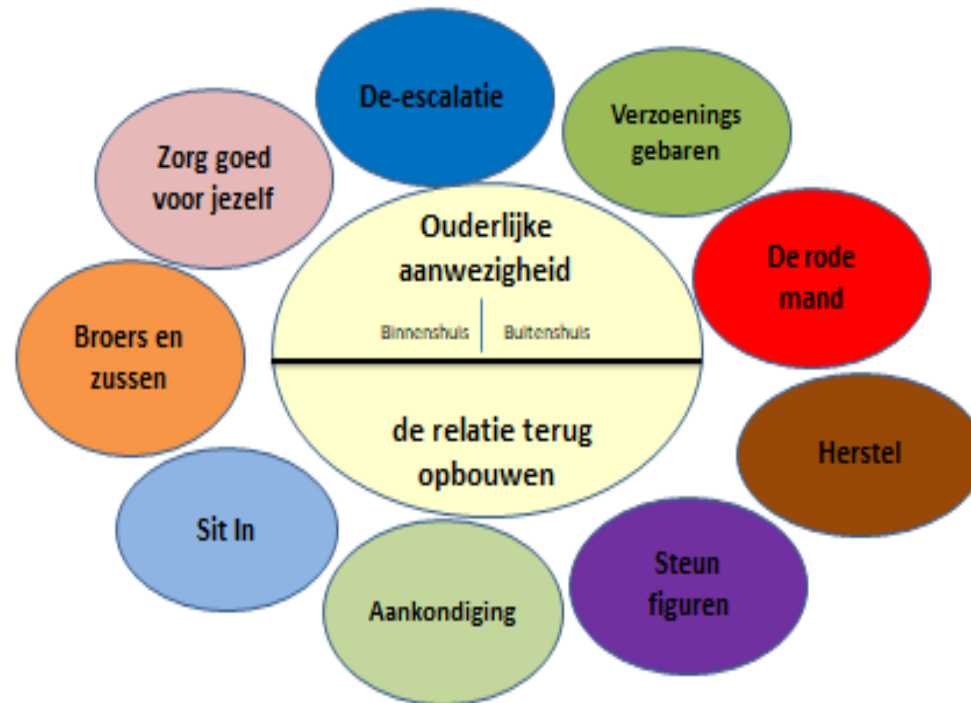 De-escalatie
Verzoenings
gebaren
Zorg goed
voor jezelf
Ouderlijke
aanwezigheid
Binnenshuis
Buitenshuis
De rode
mand
Broers en
zussen
de relatie terug
opbouwen
Herstel
Sit In
Steun
figuren
Aankondiging